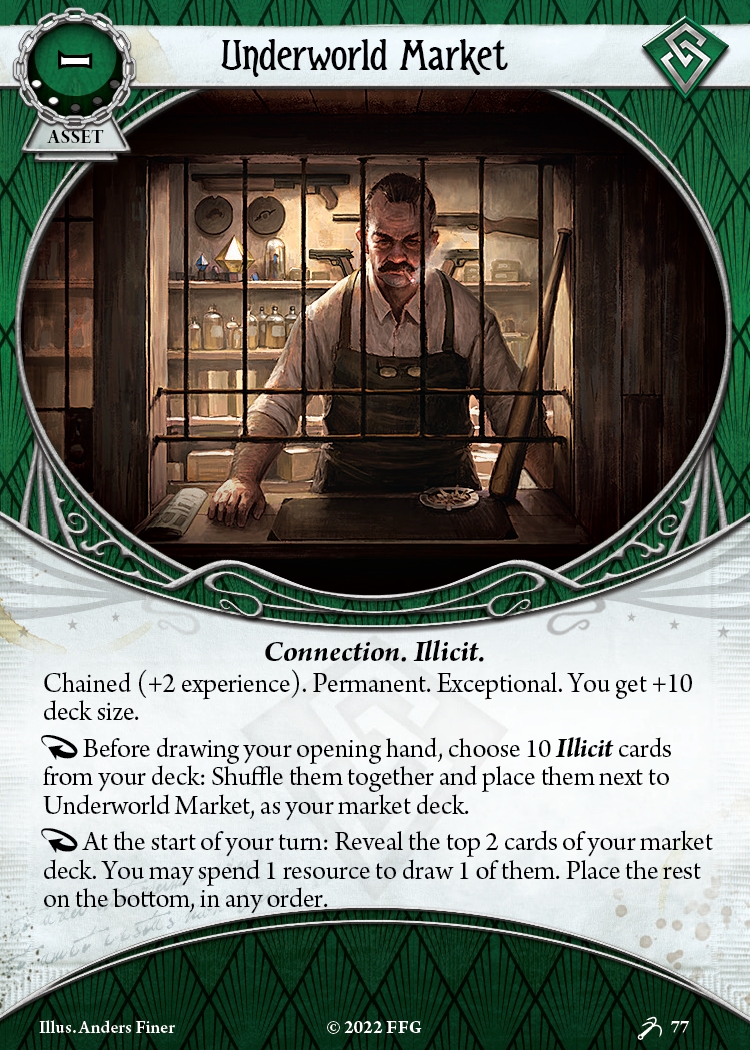 Underworld Market
ASSET
Connection. Illicit.
Chained (+2 experience). Permanent. Exceptional. You get +10
deck size.
Before drawing your opening hand, choose 10 Illicit cards
from your deck: Shuffle them together and place them next to
Underworld Market, as your market deck.
At the start of your turn: Reveal the top 2 cards of your market
deck. You may spend 1 resource to draw 1 of them. Place the rest
on the bottom, in any order.
Illus. Anders Finer © 2022 FFG 77